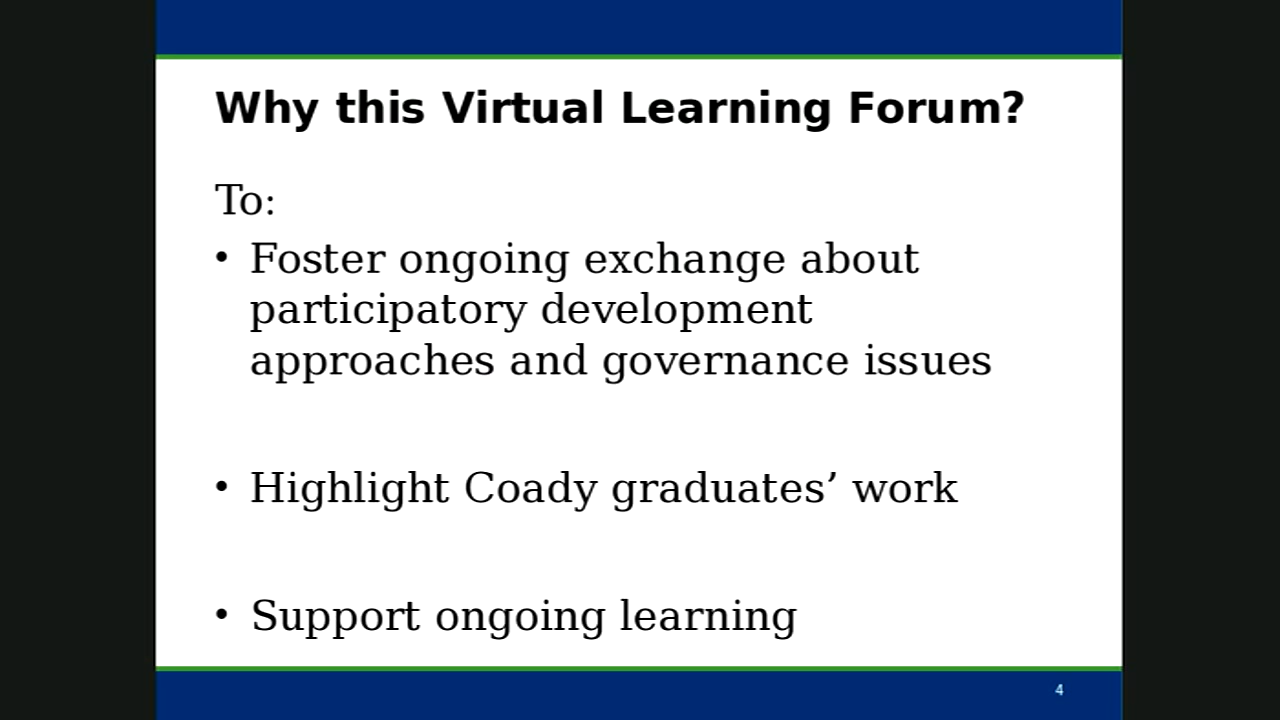 Why this Virtual Learning Forum?
To:
• Foster ongoing exchange about
participatory development
approaches and governance issues
• Highlight Coady graduates’ work
• Support ongoing learning
4